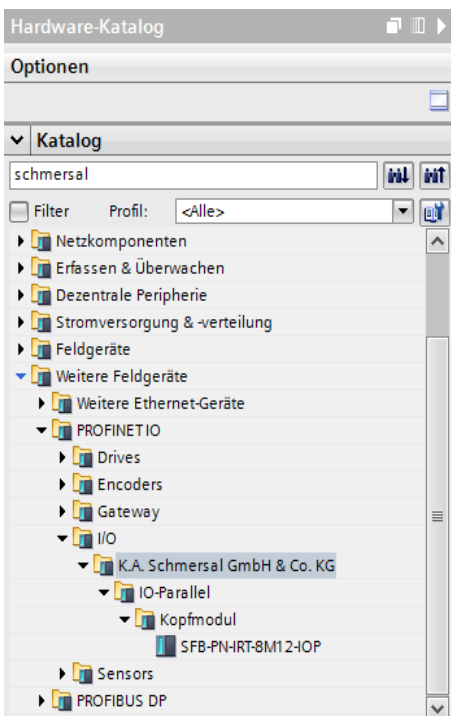 Hardware-Katalog
Optionen
Katalog
schmersal
Filter Profil: <Alle>
Netzkomponenten
Erfassen & Überwachen
Dezentrale Peripherie
Stromversorgung & -verteilung
Feldgeräte
Weitere Feldgeräte
Weitere Ethernet-Geräte
PROFINET IO
Drives
Encoders
Gateway
I/O
K.A. Schmersal GmbH & Co. KG
IO-Parallel
Kopfmodul
SFB-PN-IRT-8M12-IOP
Sensors
PROFIBUS DP